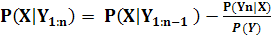 P(X|Y1:n) = P(X|Y1:n−1) − P(Yn|X)/P(Y)